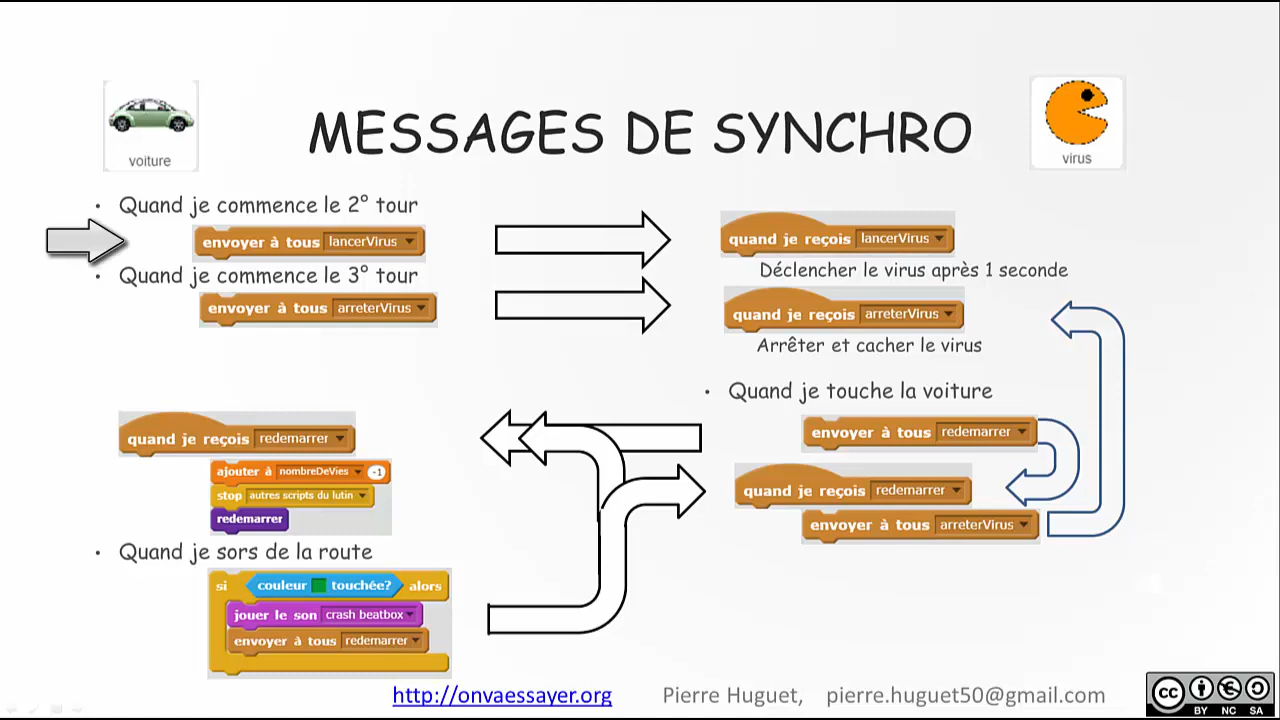 MESSAGES DE SYNCHRO
voiture
virus
• Quand je commence le 2° tour
envoyer à tous lancerVirus
• Quand je commence le 3° tour
envoyer à tous arreterVirus
quand je reçois lancerVirus
Déclencher le virus après 1 seconde
quand je reçois arreterVirus
Arrêter et cacher le virus
• Quand je touche la voiture
envoyer à tous redemarrer
quand je reçois redemarrer
envoyer à tous arreterVirus
quand je reçois redemarrer
ajouter à nombreDeVies -1
stop autres scripts du lutin
redemarrer
• Quand je sors de la route
si couleur touchée? alors
jouer le son crash beatbox
envoyer à tous redemarrer
http://onvaessayer.org Pierre Huguet, pierre.huguet50@gmail.com
CC BY NC SA